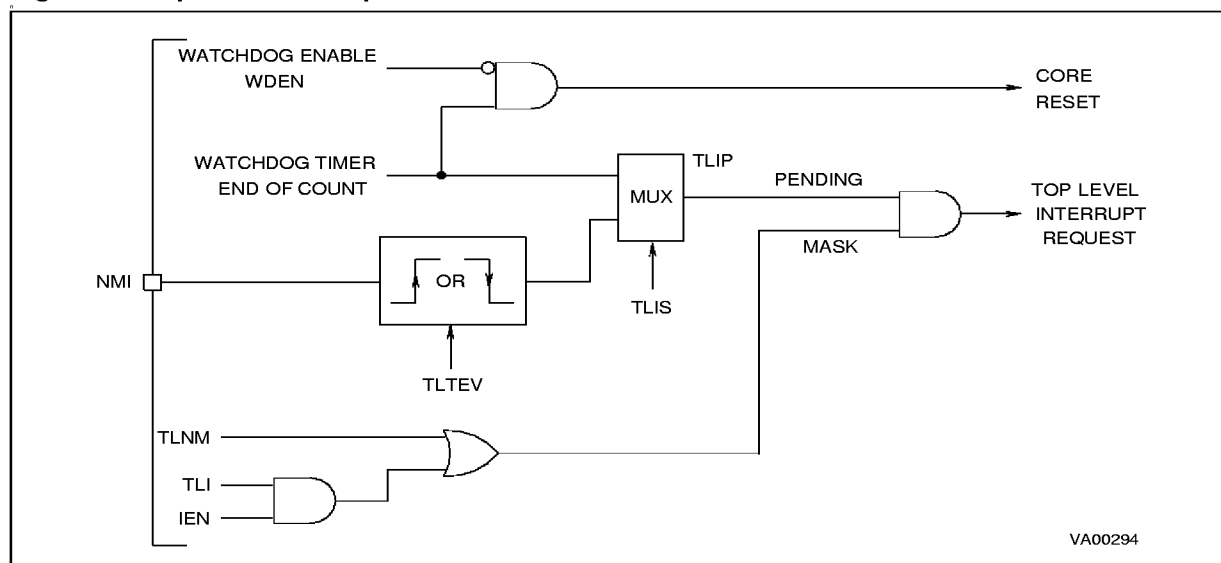 WATCHDOG ENABLE
WDEN
CORE
RESET
WATCHDOG TIMER
END OF COUNT
TLIP
MUX
PENDING
TOP LEVEL
INTERRUPT
REQUEST
MASK
NMI
OR
TLIS
TLTEV
TLNM
TLI
IEN
VA00294